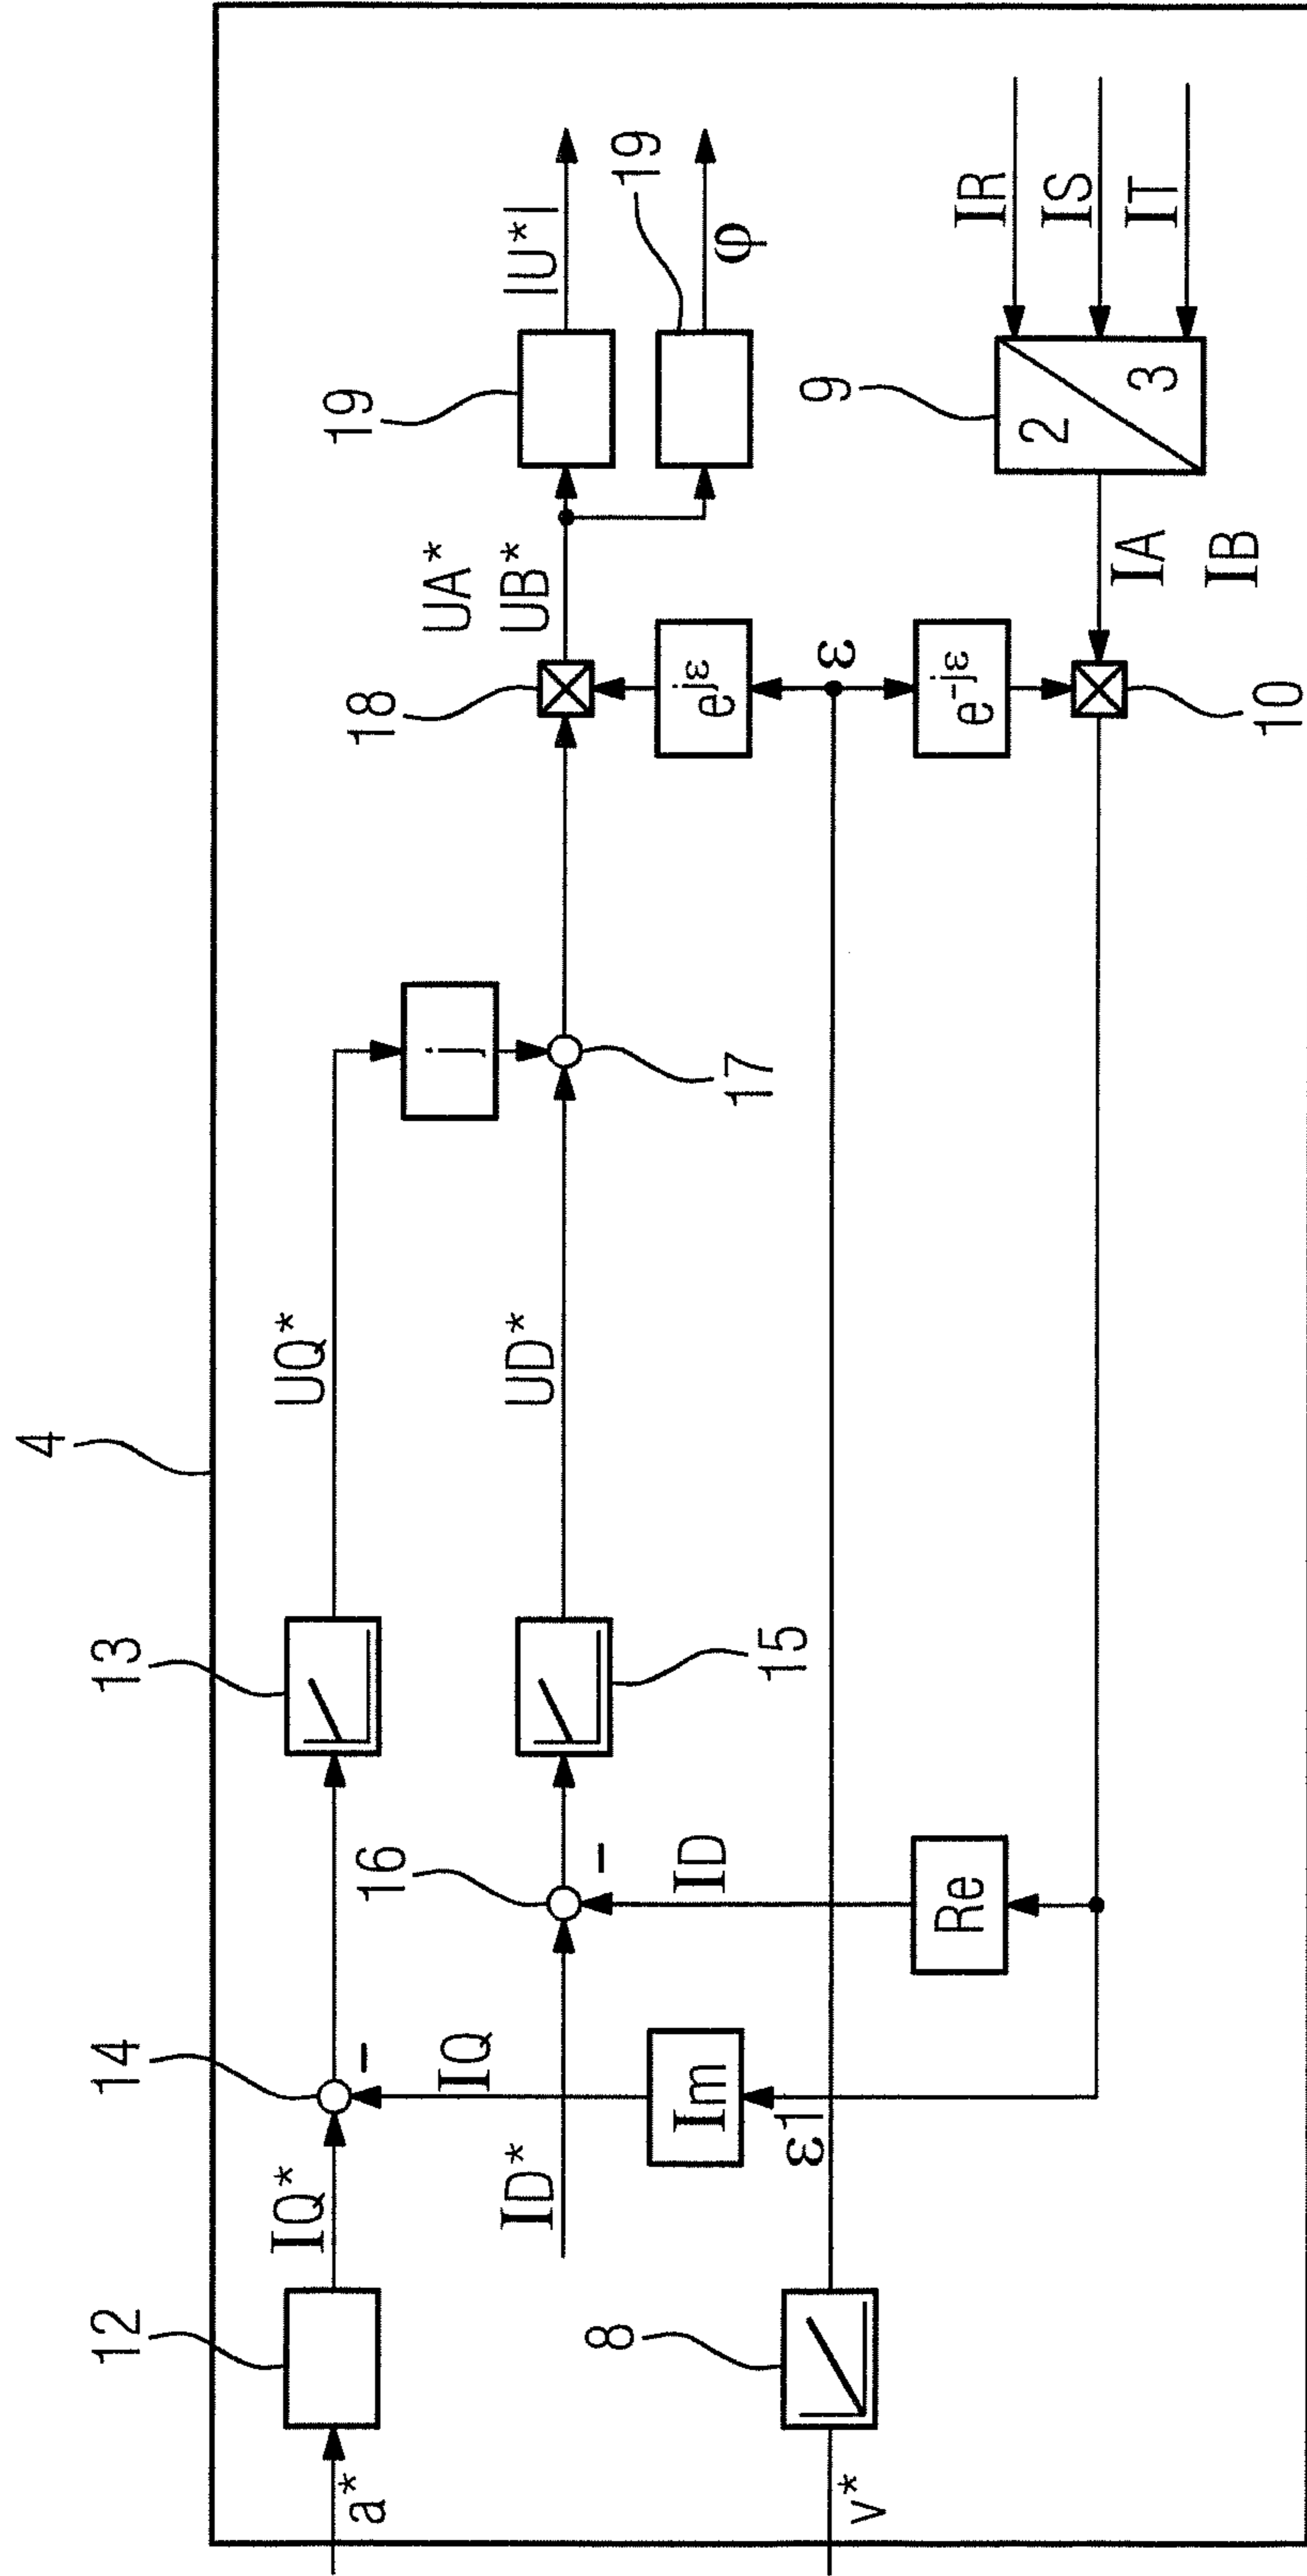 4
12
14
13
a*
IQ*
-
UQ*
j
19
|U*|
19
φ
18
UA*
UB*
16
ID*
IQ
-
ID
15
UD*
17
Im
Re
e^jε
ε
e^-jε
8
v*
ε1
9
2
3
IR
IS
IT
IA
IB
10